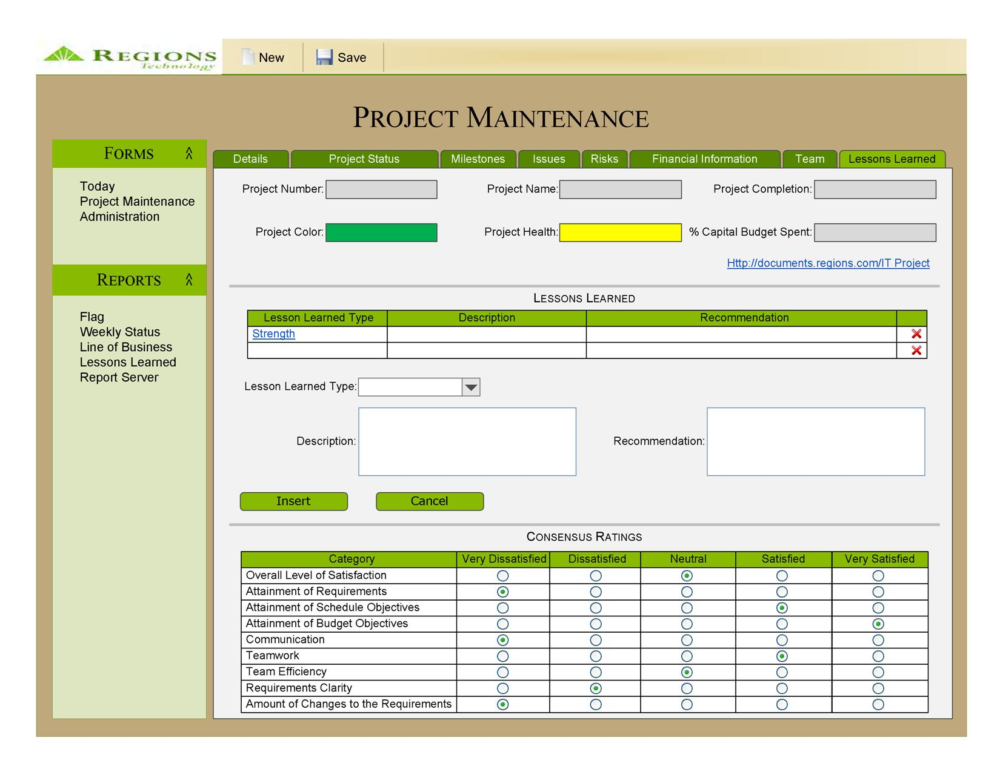 REGIONS
Technology
New
Save
PROJECT MAINTENANCE
FORMS
Today
Project Maintenance
Administration
REPORTS
Flag
Weekly Status
Line of Business
Lessons Learned
Report Server
Details Project Status Milestones Issues Risks Financial Information Team Lessons Learned
Project Number: Project Name: Project Completion:
Project Color: Project Health: % Capital Budget Spent:
Http://documents.regions.com/IT Project
LESSONS LEARNED
Lesson Learned Type Description Recommendation
Strength
Lesson Learned Type:
Description: Recommendation:
Insert Cancel
CONSENSUS RATINGS
Category Very Dissatisfied Dissatisfied Neutral Satisfied Very Satisfied
Overall Level of Satisfaction
Attainment of Requirements
Attainment of Schedule Objectives
Attainment of Budget Objectives
Communication
Teamwork
Team Efficiency
Requirements Clarity
Amount of Changes to the Requirements